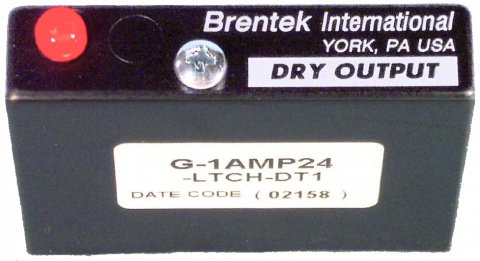 Brentek International
YORK, PA USA
DRY OUTPUT
G-1AMP24
-LTCH-DT1
DATE CODE ( 02158 )